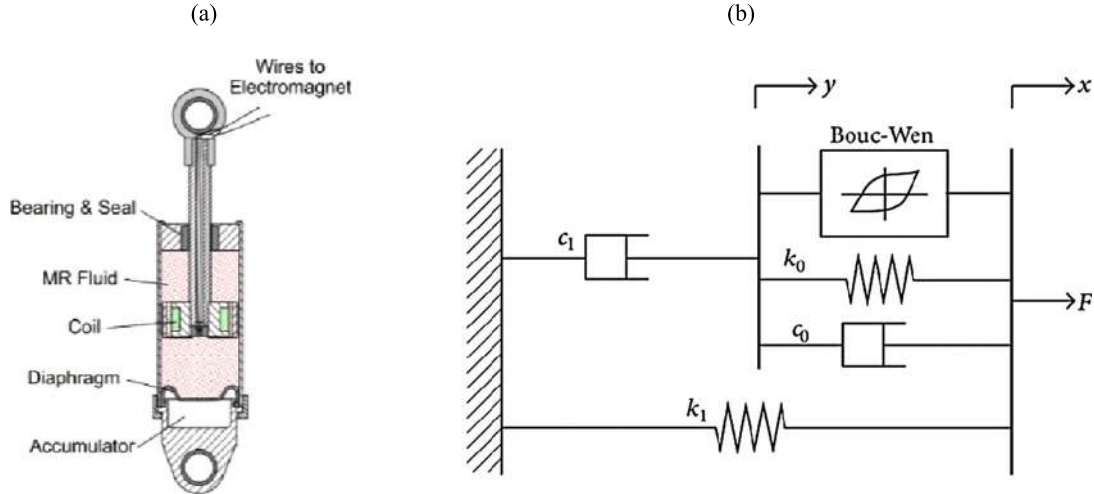 (a)
Wires to
Electromagnet
Bearing & Seal
MR Fluid
Coil
Diaphragm
Accumulator
(b)
y
x
Bouc-Wen
c₁
k₀
F
c₀
k₁